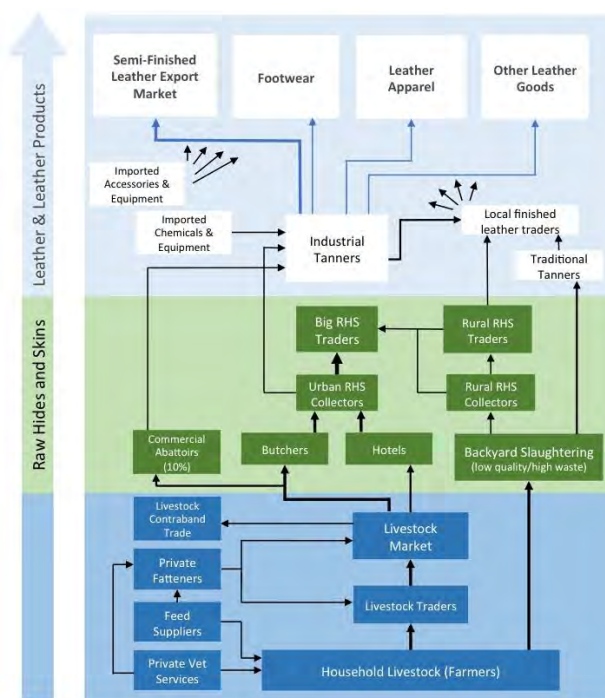 Leather & Leather Products
Raw Hides and Skins
Semi-Finished
Leather Export
Market
Footwear
Leather
Apparel
Other Leather
Goods
Imported
Accessories &
Equipment
Imported
Chemicals &
Equipment
Industrial
Tanners
Local finished
leather traders
Traditional
Tanners
Big RHS
Traders
Rural RHS
Traders
Urban RHS
Collectors
Rural RHS
Collectors
Commercial
Abattoirs
(10%)
Butchers
Hotels
Backyard Slaughtering
(low quality/high waste)
Livestock
Contraband
Trade
Livestock
Market
Private
Fatteners
Livestock Traders
Feed
Suppliers
Private Vet
Services
Household Livestock (Farmers)